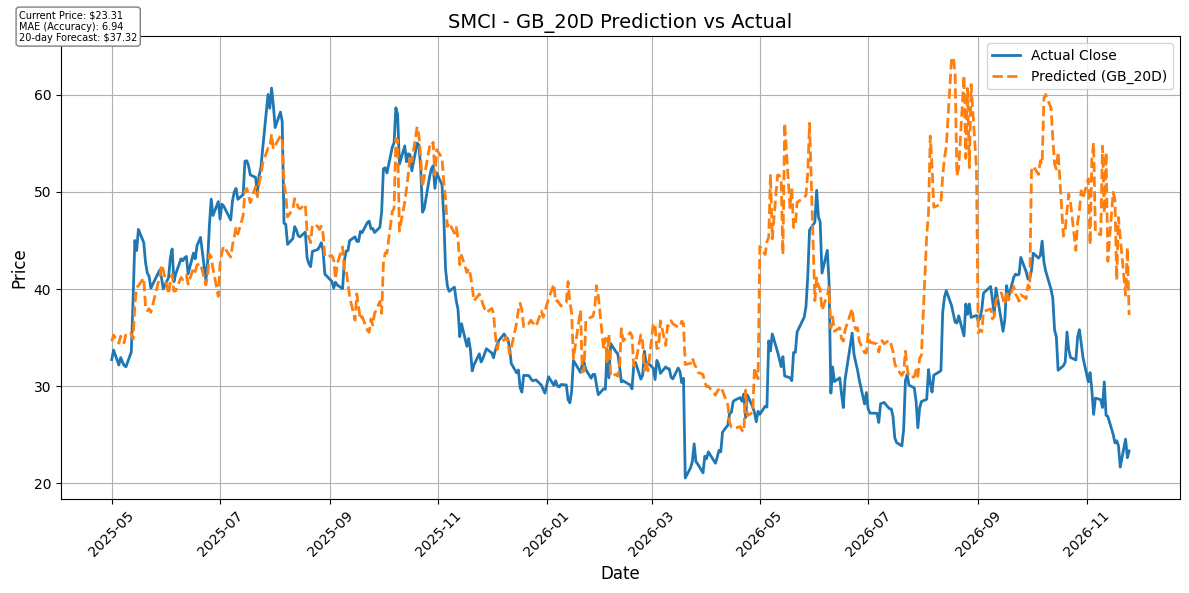 SMCI - GB_20D Prediction vs Actual
Current Price: $23.31
MAE (Accuracy): 6.94
20-day Forecast: $37.32
Actual Close
Predicted (GB_20D)
Price
60
50
40
30
20
2025-05
2025-07
2025-09
2025-11
2026-01
2026-03
2026-05
2026-07
2026-09
2026-11
Date